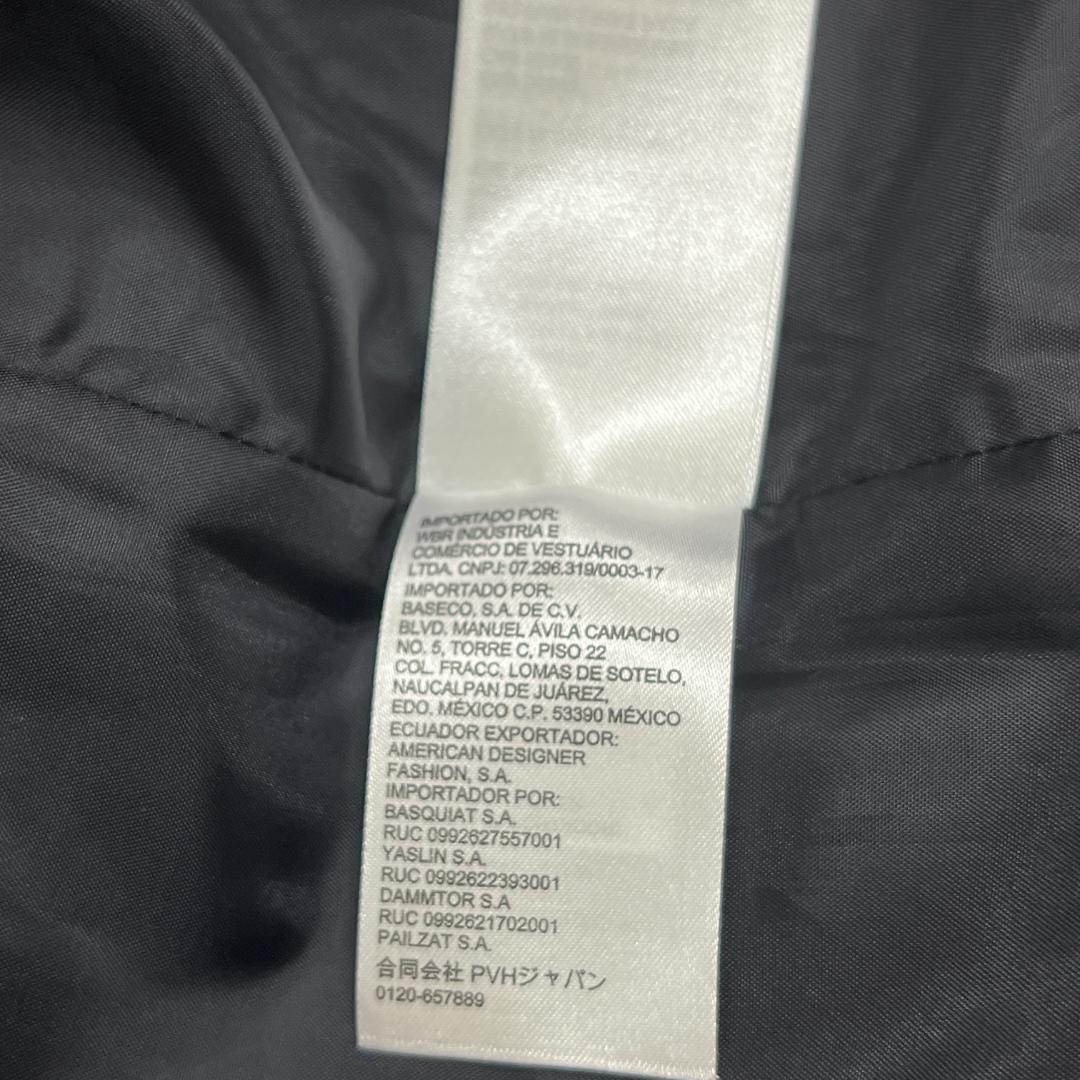 IMPORTADO POR:
WBR INDÚSTRIA E
COMÉRCIO DE VESTUÁRIO
LTDA. CNPJ: 07.296.319/0003-17
IMPORTADO POR:
BASECO, S.A. DE C.V.
BLVD. MANUEL ÁVILA CAMACHO
NO. 5, TORRE C, PISO 22
COL. FRACC. LOMAS DE SOTELO,
NAUCALPAN DE JUÁREZ,
EDO. MÉXICO C.P. 53390 MÉXICO
ECUADOR EXPORTADOR:
AMERICAN DESIGNER
FASHION, S.A.
IMPORTADOR POR:
BASQUIAT S.A.
RUC 0992627557001
YASLIN S.A.
RUC 0992622393001
DAMMTOR S.A
RUC 0992621702001
PAILZAT S.A.
合同会社 PVHジャパン
0120-657889